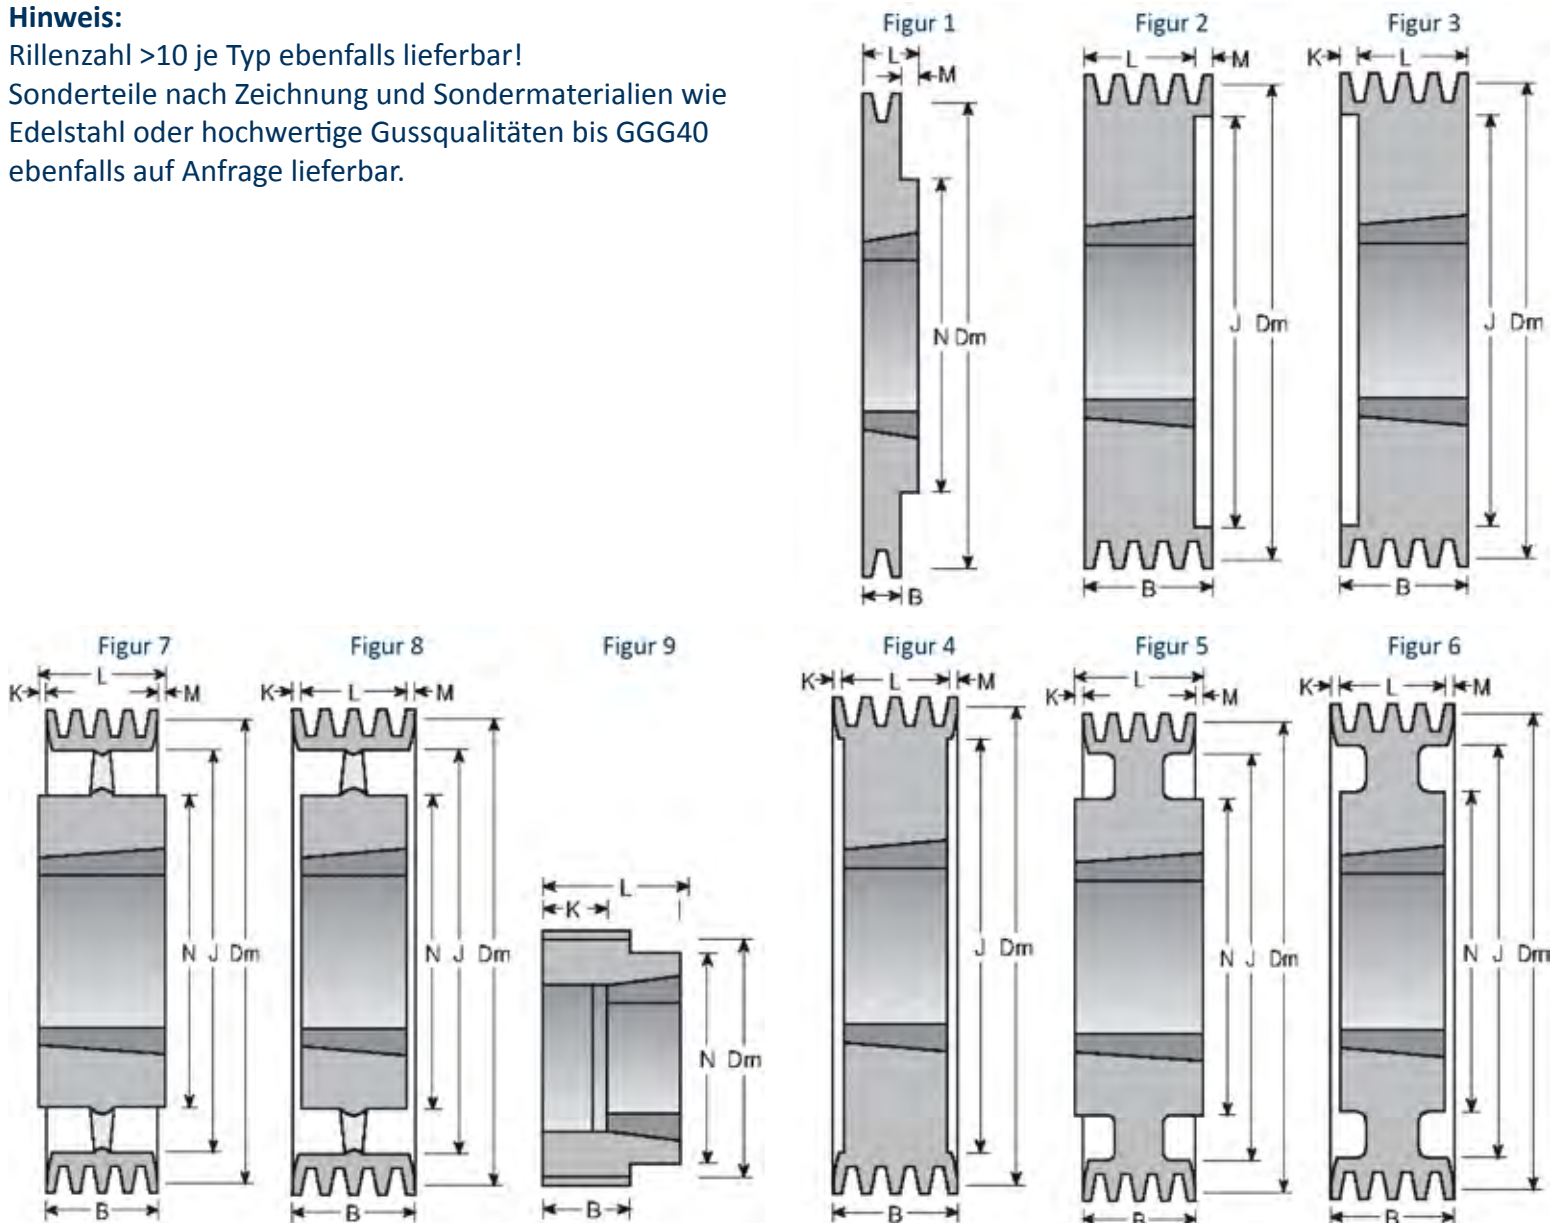 Hinweis:
Rillenzahl >10 je Typ ebenfalls lieferbar!
Sonderteile nach Zeichnung und Sondermaterialien wie
Edelstahl oder hochwertige Gussqualitäten bis GGG40
ebenfalls auf Anfrage lieferbar.
Figur 1
L
M
N Dm
B
Figur 2
L M
J Dm
B
Figur 3
K L
J Dm
B
Figur 7
L
K M
N J Dm
B
Figur 8
K L M
N J Dm
B
Figur 9
L
K
N Dm
B
Figur 4
K L M
J Dm
B
Figur 5
L
K M
N J Dm
B
Figur 6
K L M
N J Dm
B